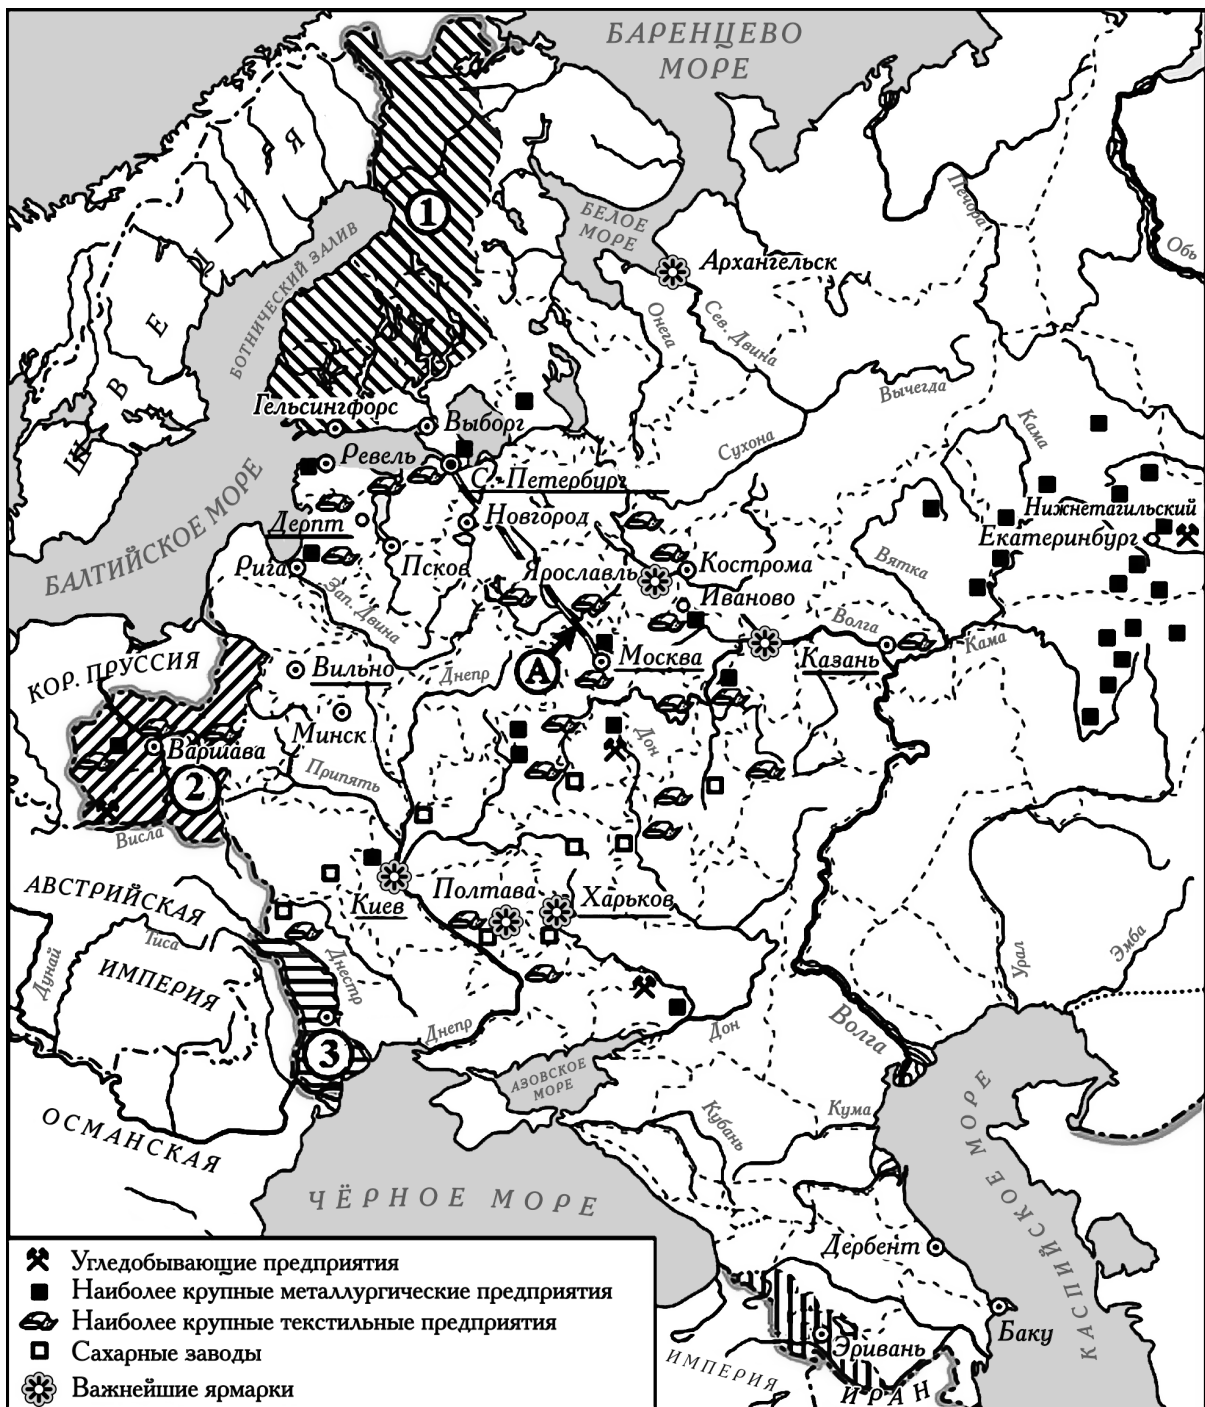 БАРЕНЦЕВО
МОРЕ
БЕЛОЕ
МОРЕ
Печора
Обь
1
ШВЕЦИЯ
БОТНИЧЕСКИЙ ЗАЛИВ
Архангельск
Онега
Сев. Двина
Вычегда
Сухона
Кама
Гельсингфорс
Выборг
Ревель
С.-Петербург
Нижнетагильский
Екатеринбург
Дерпт
Новгород
БАЛТИЙСКОЕ МОРЕ
Рига
Псков
Ярославль
Кострома
Вятка
Зап. Двина
Иваново
Волга
Кама
КОР. ПРУССИЯ
Вильно
Днепр
А
Москва
Казань
Минск
Дон
Варшава
2
Припять
Висла
АВСТРИЙСКАЯ
ИМПЕРИЯ
Киев
Полтава
Харьков
Тиса
Дунай
Днестр
Урал
Эмба
3
Днепр
Дон
Волга
АЗОВСКОЕ
МОРЕ
Кубань
Кума
ОСМАНСКАЯ
ЧЁРНОЕ МОРЕ
КАСПИЙСКОЕ МОРЕ
Дербент
Баку
Эривань
ИМПЕРИЯ
ИРАН
Угледобывающие предприятия
Наиболее крупные металлургические предприятия
Наиболее крупные текстильные предприятия
Сахарные заводы
Важнейшие ярмарки